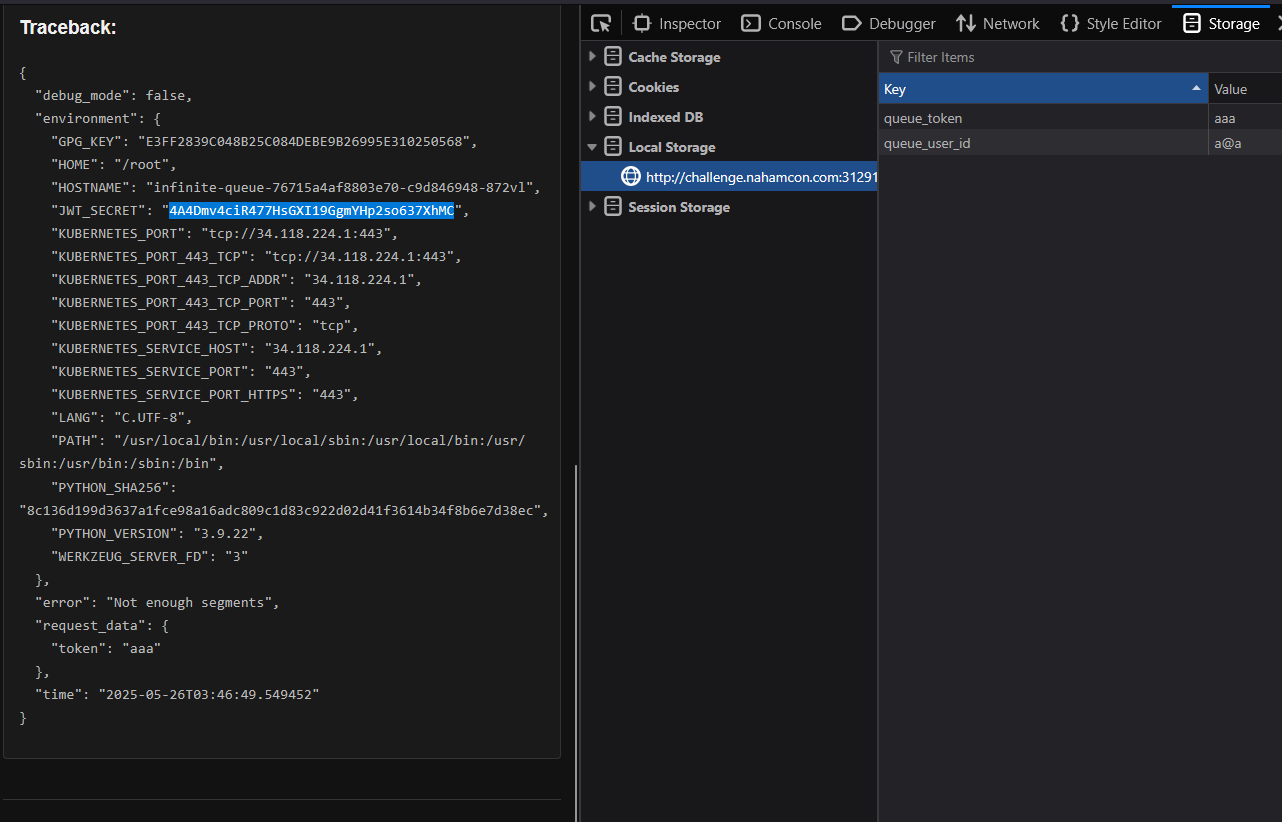 Traceback:
{
"debug_mode": false,
"environment": {
"GPG_KEY": "E3FF2839C048B25C084DEBE9B26995E310250568",
"HOME": "/root",
"HOSTNAME": "infinite-queue-76715a4af8803e70-c9d846948-872vl",
"JWT_SECRET": "4A4Dmv4ciR477HsGXI19GgmYHp2so637XhMC",
"KUBERNETES_PORT": "tcp://34.118.224.1:443",
"KUBERNETES_PORT_443_TCP": "tcp://34.118.224.1:443",
"KUBERNETES_PORT_443_TCP_ADDR": "34.118.224.1",
"KUBERNETES_PORT_443_TCP_PORT": "443",
"KUBERNETES_PORT_443_TCP_PROTO": "tcp",
"KUBERNETES_SERVICE_HOST": "34.118.224.1",
"KUBERNETES_SERVICE_PORT": "443",
"KUBERNETES_SERVICE_PORT_HTTPS": "443",
"LANG": "C.UTF-8",
"PATH": "/usr/local/bin:/usr/local/sbin:/usr/local/bin:/usr/
sbin:/usr/bin:/sbin:/bin",
"PYTHON_SHA256":
"8c136d199d3637a1fce98a16adc809c1d83c922d02d41f3614b34f8b6e7d38ec",
"PYTHON_VERSION": "3.9.22",
"WERKZEUG_SERVER_FD": "3"
},
"error": "Not enough segments",
"request_data": {
"token": "aaa"
},
"time": "2025-05-26T03:46:49.549452"
}
Inspector
Console
Debugger
Network
Style Editor
Storage
Cache Storage
Cookies
Indexed DB
Local Storage
http://challenge.nahamcon.com:31291
Session Storage
Filter Items
Key Value
queue_token aaa
queue_user_id a@a